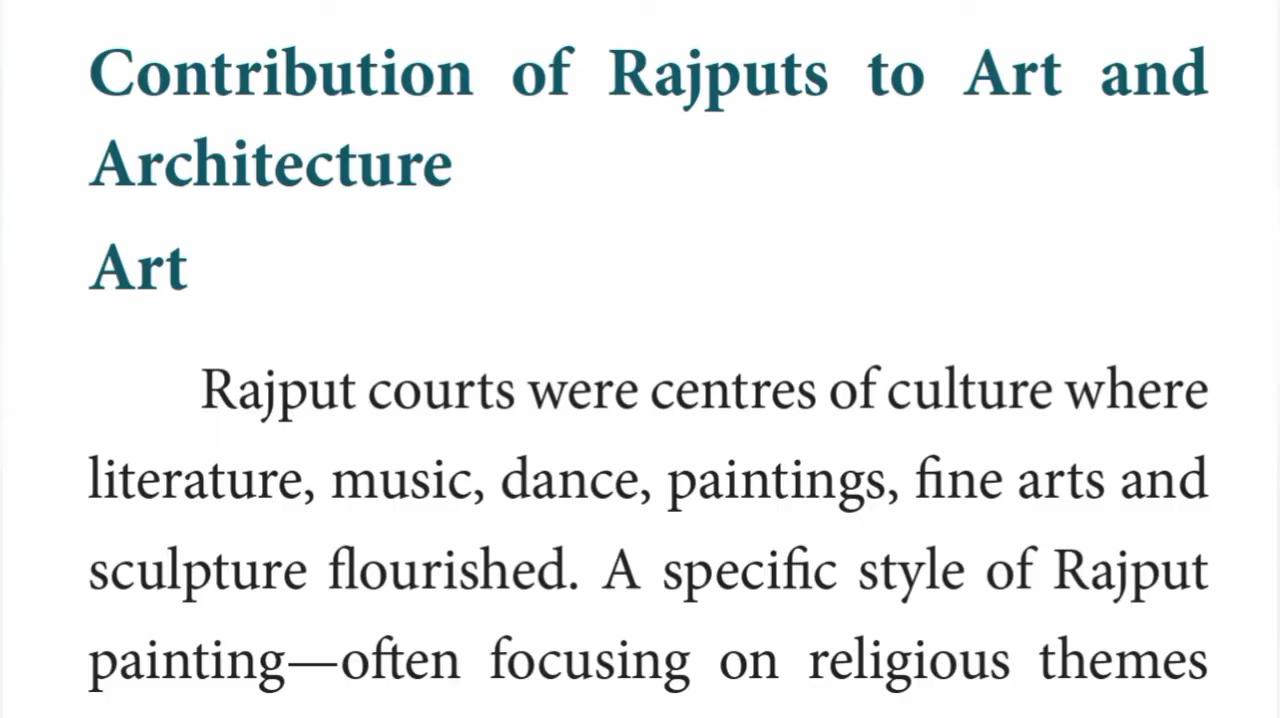 Contribution of Rajputs to Art and
Architecture
Art
Rajput courts were centres of culture where
literature, music, dance, paintings, fine arts and
sculpture flourished. A specific style of Rajput
painting—often focusing on religious themes